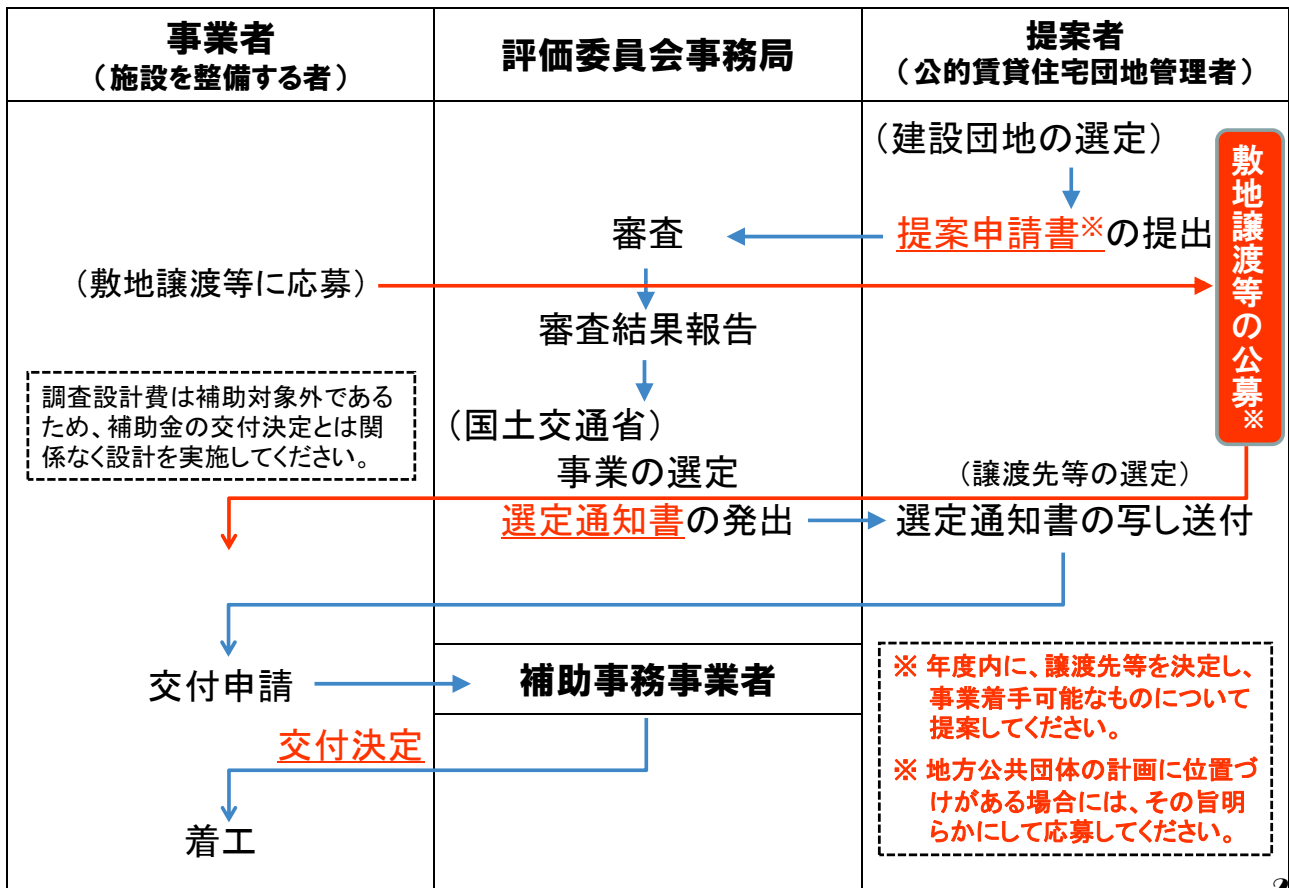 事業者
（施設を整備する者）
評価委員会事務局
提案者
（公的賃貸住宅団地管理者）
（建設団地の選定）
提案申請書※の提出
審査
敷地譲渡等の公募※
（敷地譲渡等に応募）
審査結果報告
調査設計費は補助対象外である
ため、補助金の交付決定とは関
係なく設計を実施してください。
（国土交通省）
事業の選定
（譲渡先等の選定）
選定通知書の発出
選定通知書の写し送付
交付申請
補助事務事業者
交付決定
着工
※ 年度内に、譲渡先等を決定し、
事業着手可能なものについて
提案してください。
※ 地方公共団体の計画に位置づ
けがある場合には、その旨明
らかにして応募してください。